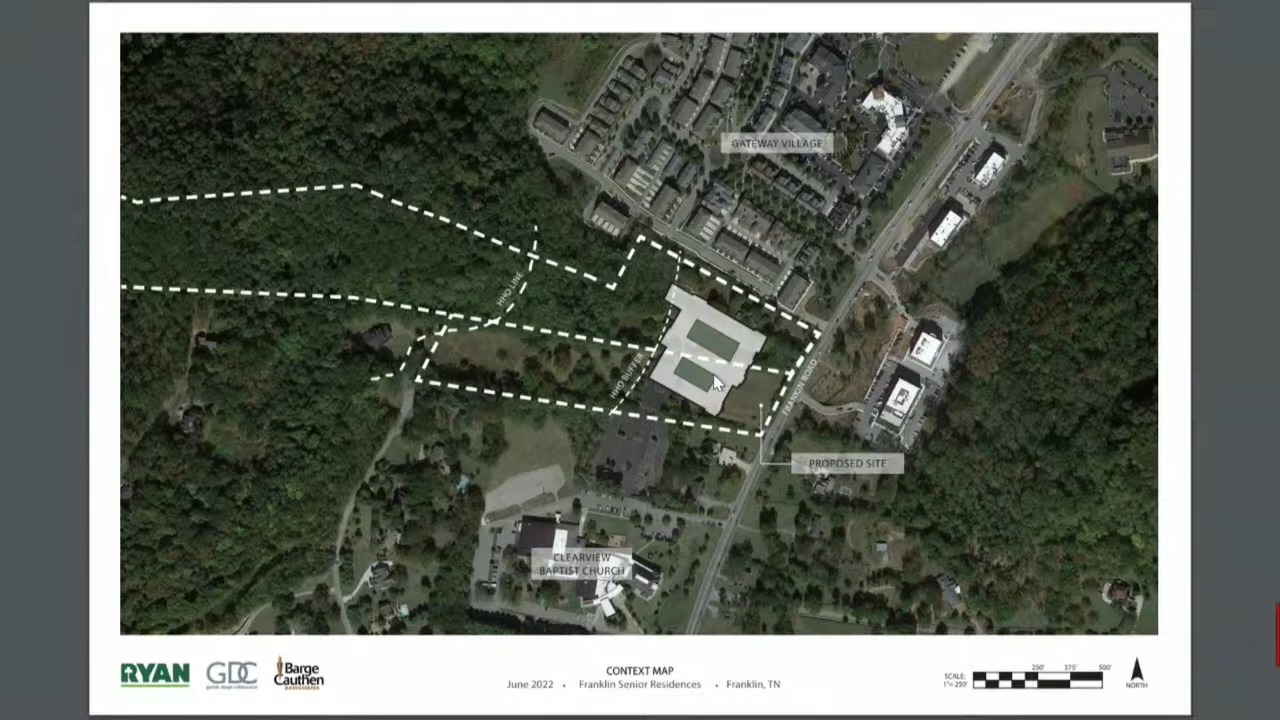 GATEWAY VILLAGE
HHO LINE
HHO BUFFER
FRANKLIN ROAD
PROPOSED SITE
CLEARVIEW
BAPTIST CHURCH
RYAN
GDC
Barge
Cauthen
& ASSOCIATES
CONTEXT MAP
June 2022 • Franklin Senior Residences • Franklin, TN
SCALE:
1"= 250'
250' 375' 500'
NORTH